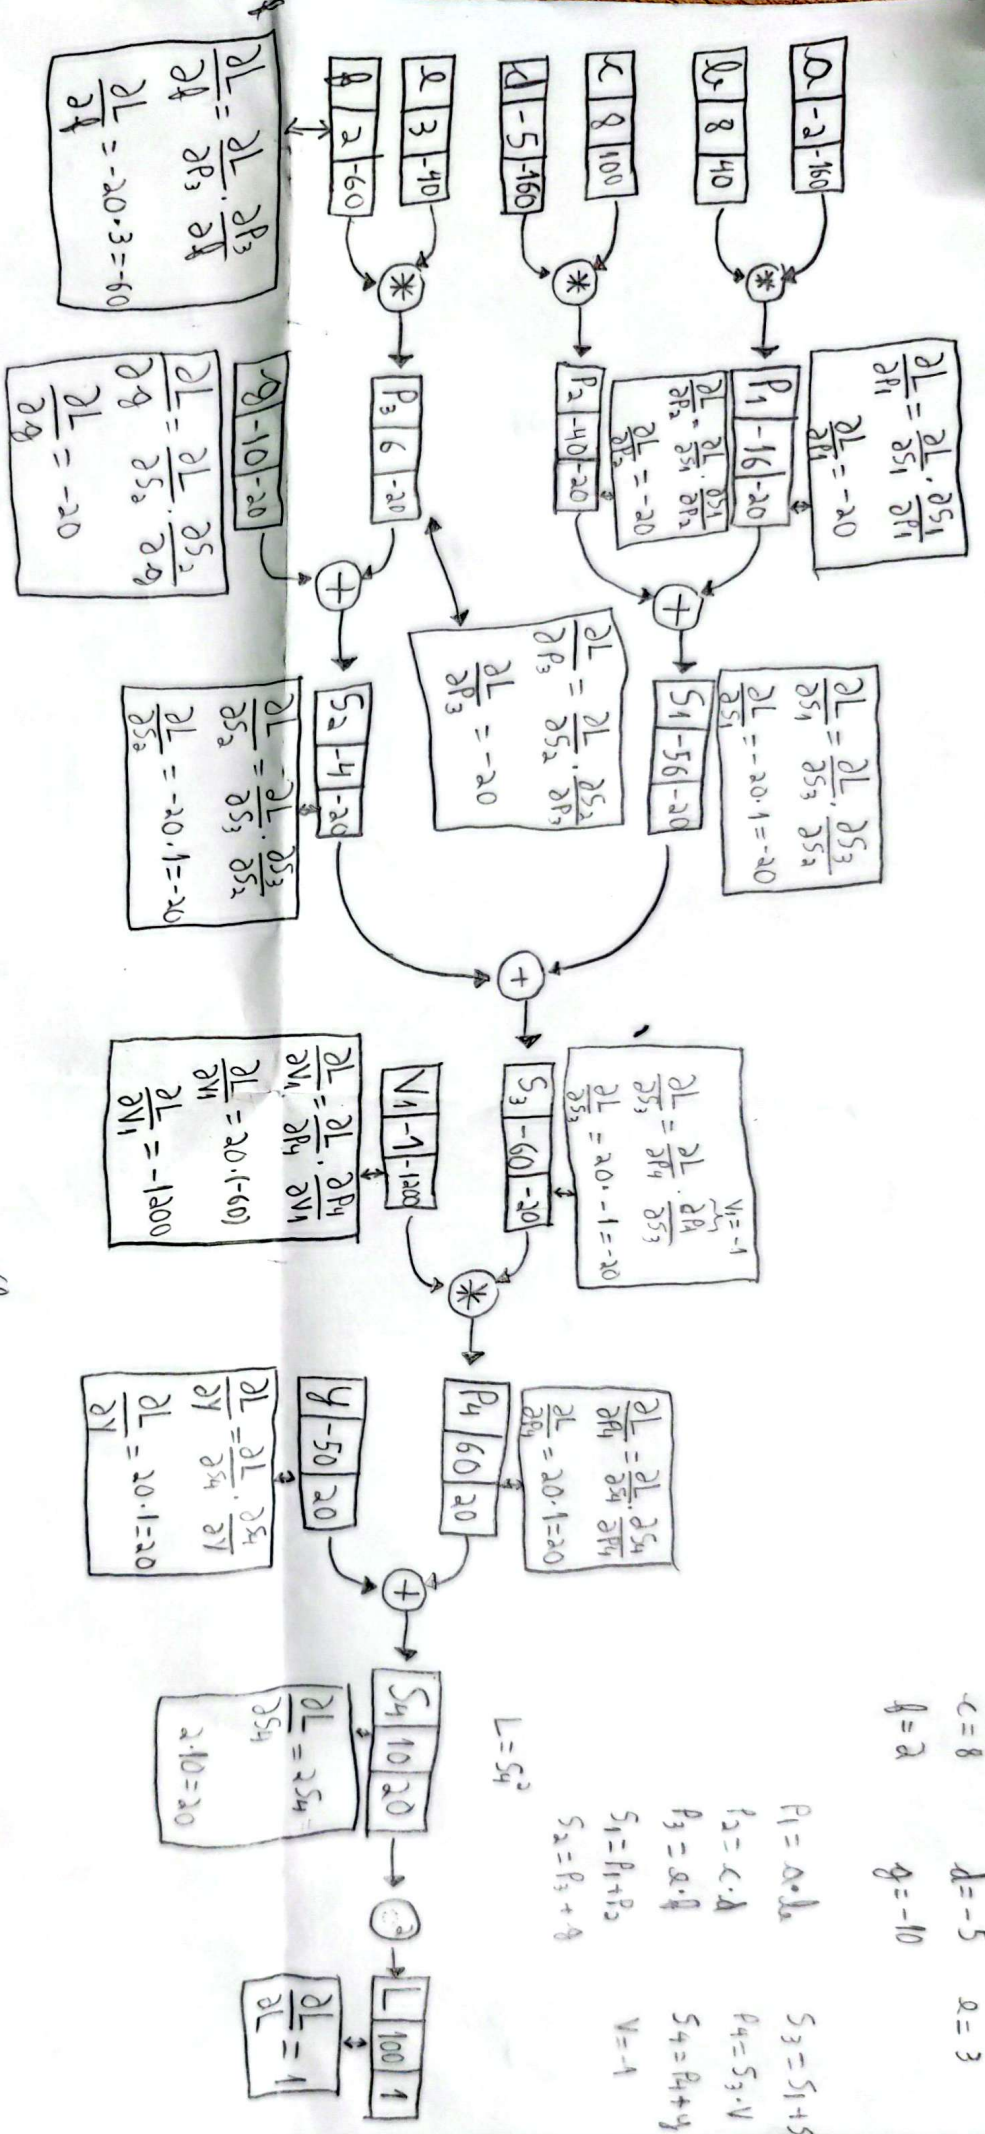 a | -2 | -160
b | 8 | 40
c | 8 | 100
d | -5 | -160
e | 3 | -40
f | 2 | -60
*
*
*
∂L/∂f = ∂L/∂P3 · ∂P3/∂f
∂L/∂f = -20·3=-60
∂L/∂P1 = ∂L/∂S1 · ∂S1/∂P1
∂L/∂P1 = -20
P1 | -16 | -20
∂L/∂P2 = ∂L/∂S1 · ∂S1/∂P2
∂L/∂P2 = -20
P2 | -40 | -20
P3 | 6 | -20
g | -10 | -20
∂L/∂g = ∂L/∂S2 · ∂S2/∂g
∂L/∂g = -20
+
+
∂L/∂S1 = ∂L/∂S3 · ∂S3/∂S2
∂L/∂S1 = -20·1=-20
S1 | -56 | -20
∂L/∂P3 = ∂L/∂S2 · ∂S2/∂P3
∂L/∂P3 = -20
S2 | -4 | -20
∂L/∂S2 = ∂L/∂S3 · ∂S3/∂S2
∂L/∂S2 = -20·1=-20
+
V1=-1
∂L/∂S3 = ∂L/∂P4 · ∂P4/∂S3
∂L/∂S3 = 20·-1=-20
S3 | -60 | -20
V1 | -1 | -1200
∂L/∂V1 = ∂L/∂P4 · ∂P4/∂V1
∂L/∂V1 = 20·(-60)
∂L/∂V1 = -1200
*
∂L/∂P4 = ∂L/∂S4 · ∂S4/∂P4
∂L/∂P4 = 20·1=20
P4 | 60 | 20
y | -50 | 20
∂L/∂y = ∂L/∂S4 · ∂S4/∂y
∂L/∂y = 20·1=20
+
S4 | 10 | 20
∂L/∂S4 = 2S4 =
2·10=20
L | 100 | 1
∂L/∂L = 1
c=8 d=-5 e=3
f=2 g=-10
P1=a·b S3=S1+S
P2=c·d P4=S3·V
P3=e·f S4=P4+y
S1=P1+P2 V=-1
S2=P3+g
L=S4²